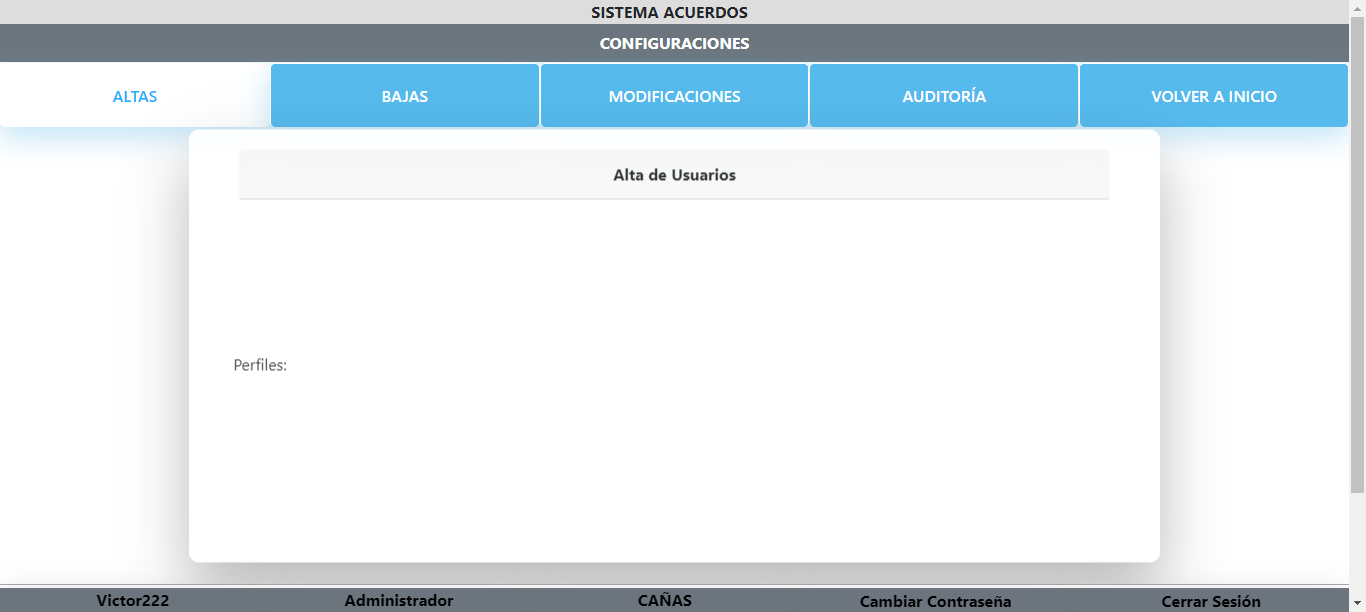 SISTEMA ACUERDOS
CONFIGURACIONES
ALTAS BAJAS MODIFICACIONES AUDITORÍA VOLVER A INICIO
Alta de Usuarios
Perfiles:
Victor222 Administrador CAÑAS Cambiar Contraseña Cerrar Sesión